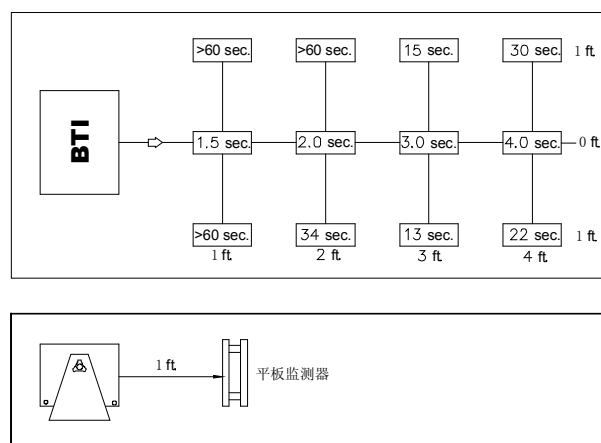 >60 sec. >60 sec. 15 sec. 30 sec. 1 ft.
BTI
1.5 sec. 2.0 sec. 3.0 sec. 4.0 sec. 0 ft
>60 sec. 34 sec. 13 sec. 22 sec. 1 ft.
1 ft. 2 ft. 3 ft. 4 ft.
1 ft.
平板监测器